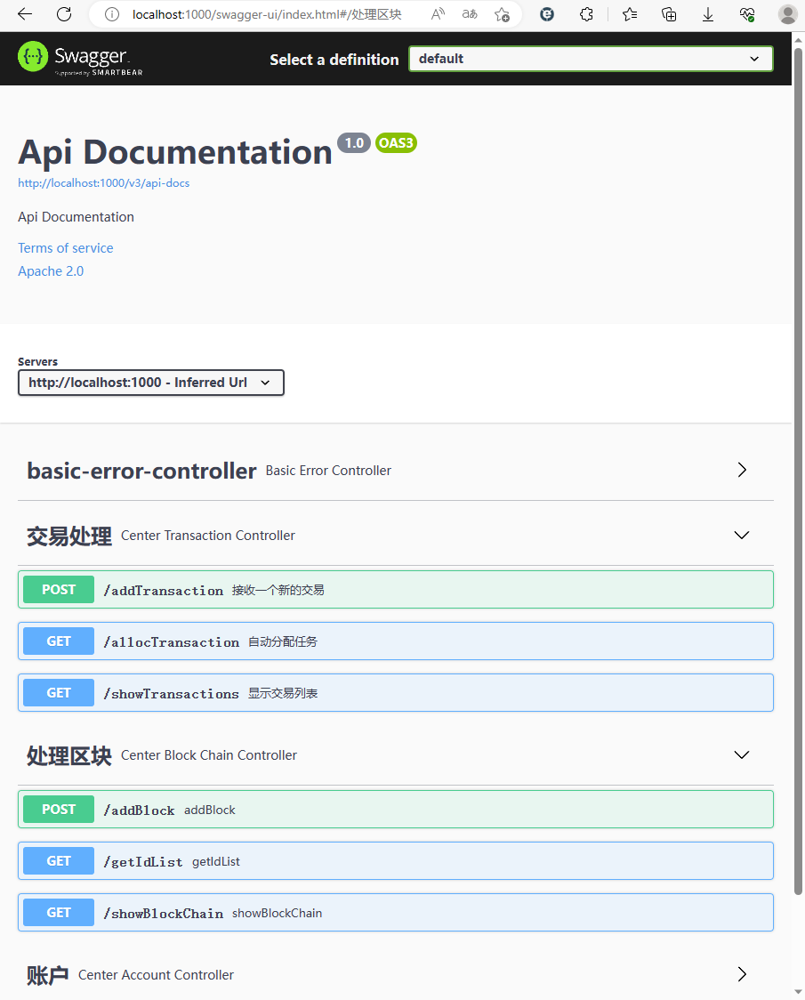 localhost:1000/swagger-ui/index.html#/处理区块
Swagger
Supported by SMARTBEAR
Select a definition
default
Api Documentation 1.0 OAS3
http://localhost:1000/v3/api-docs
Api Documentation
Terms of service
Apache 2.0
Servers
http://localhost:1000 - Inferred Url
basic-error-controller Basic Error Controller
交易处理 Center Transaction Controller
POST /addTransaction 接收一个新的交易
GET /allocTransaction 自动分配任务
GET /showTransactions 显示交易列表
处理区块 Center Block Chain Controller
POST /addBlock addBlock
GET /getIdList getIdList
GET /showBlockChain showBlockChain
账户 Center Account Controller